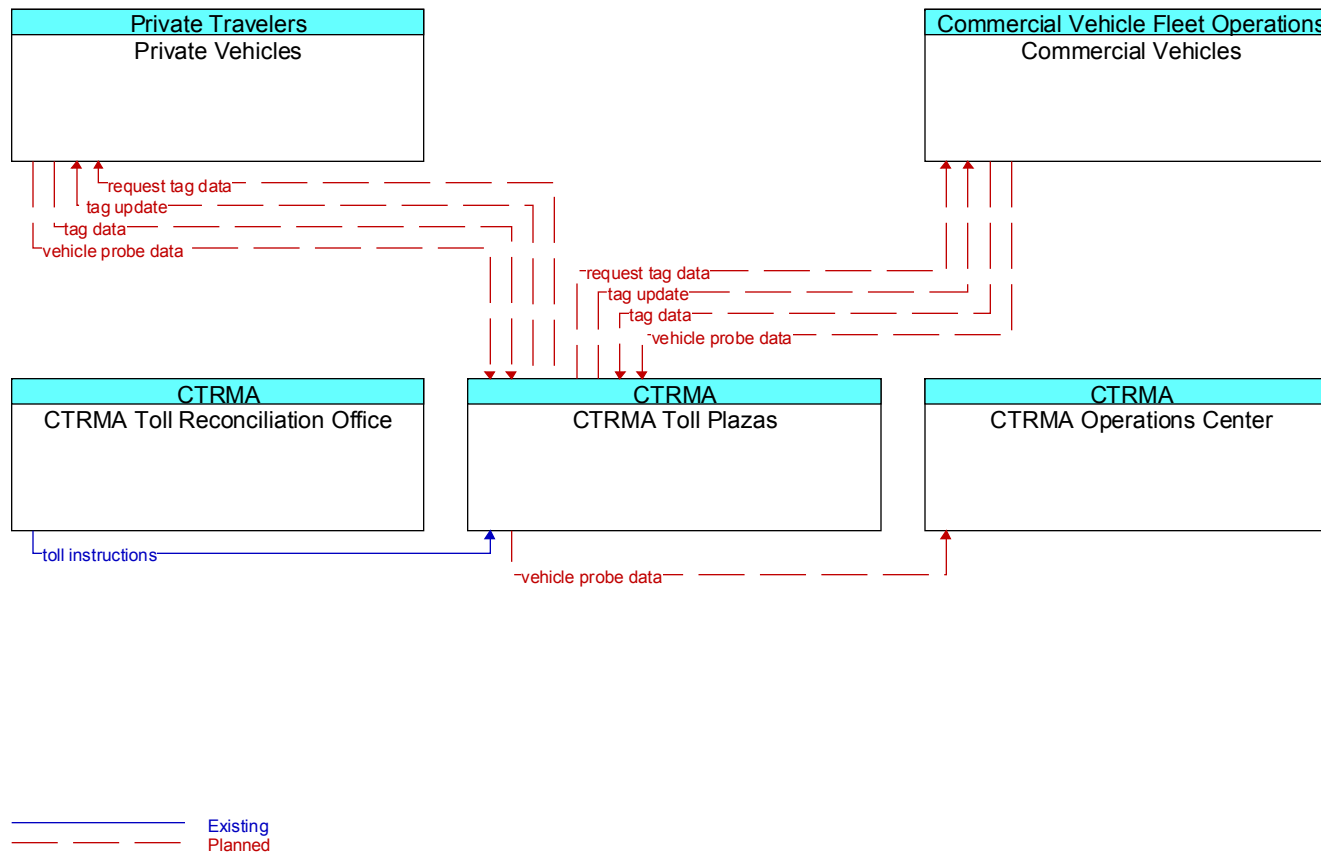 Private Travelers
Private Vehicles
Commercial Vehicle Fleet Operations
Commercial Vehicles
request tag data
tag update
tag data
vehicle probe data
request tag data
tag update
tag data
vehicle probe data
CTRMA
CTRMA Toll Reconciliation Office
CTRMA
CTRMA Toll Plazas
CTRMA
CTRMA Operations Center
toll instructions
vehicle probe data
Existing
Planned